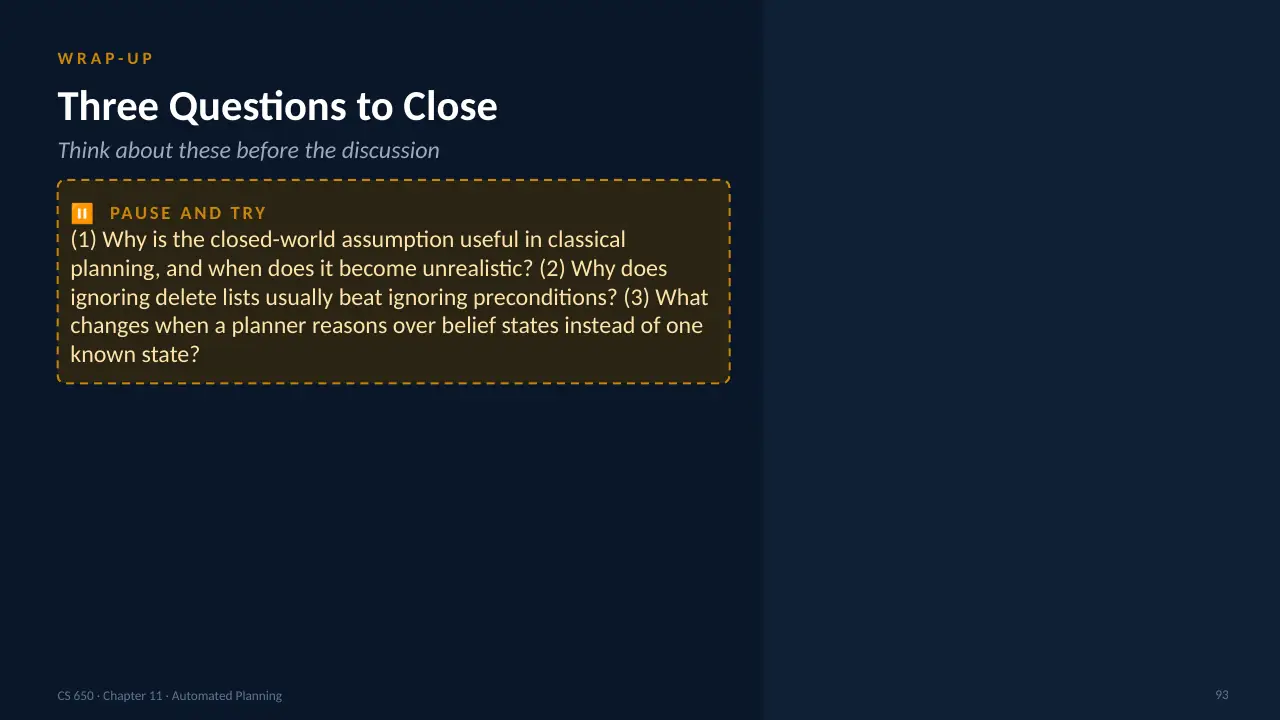 WRAP-UP
Three Questions to Close
Think about these before the discussion
⏸ PAUSE AND TRY
(1) Why is the closed-world assumption useful in classical
planning, and when does it become unrealistic? (2) Why does
ignoring delete lists usually beat ignoring preconditions? (3) What
changes when a planner reasons over belief states instead of one
known state?
CS 650 · Chapter 11 · Automated Planning
93